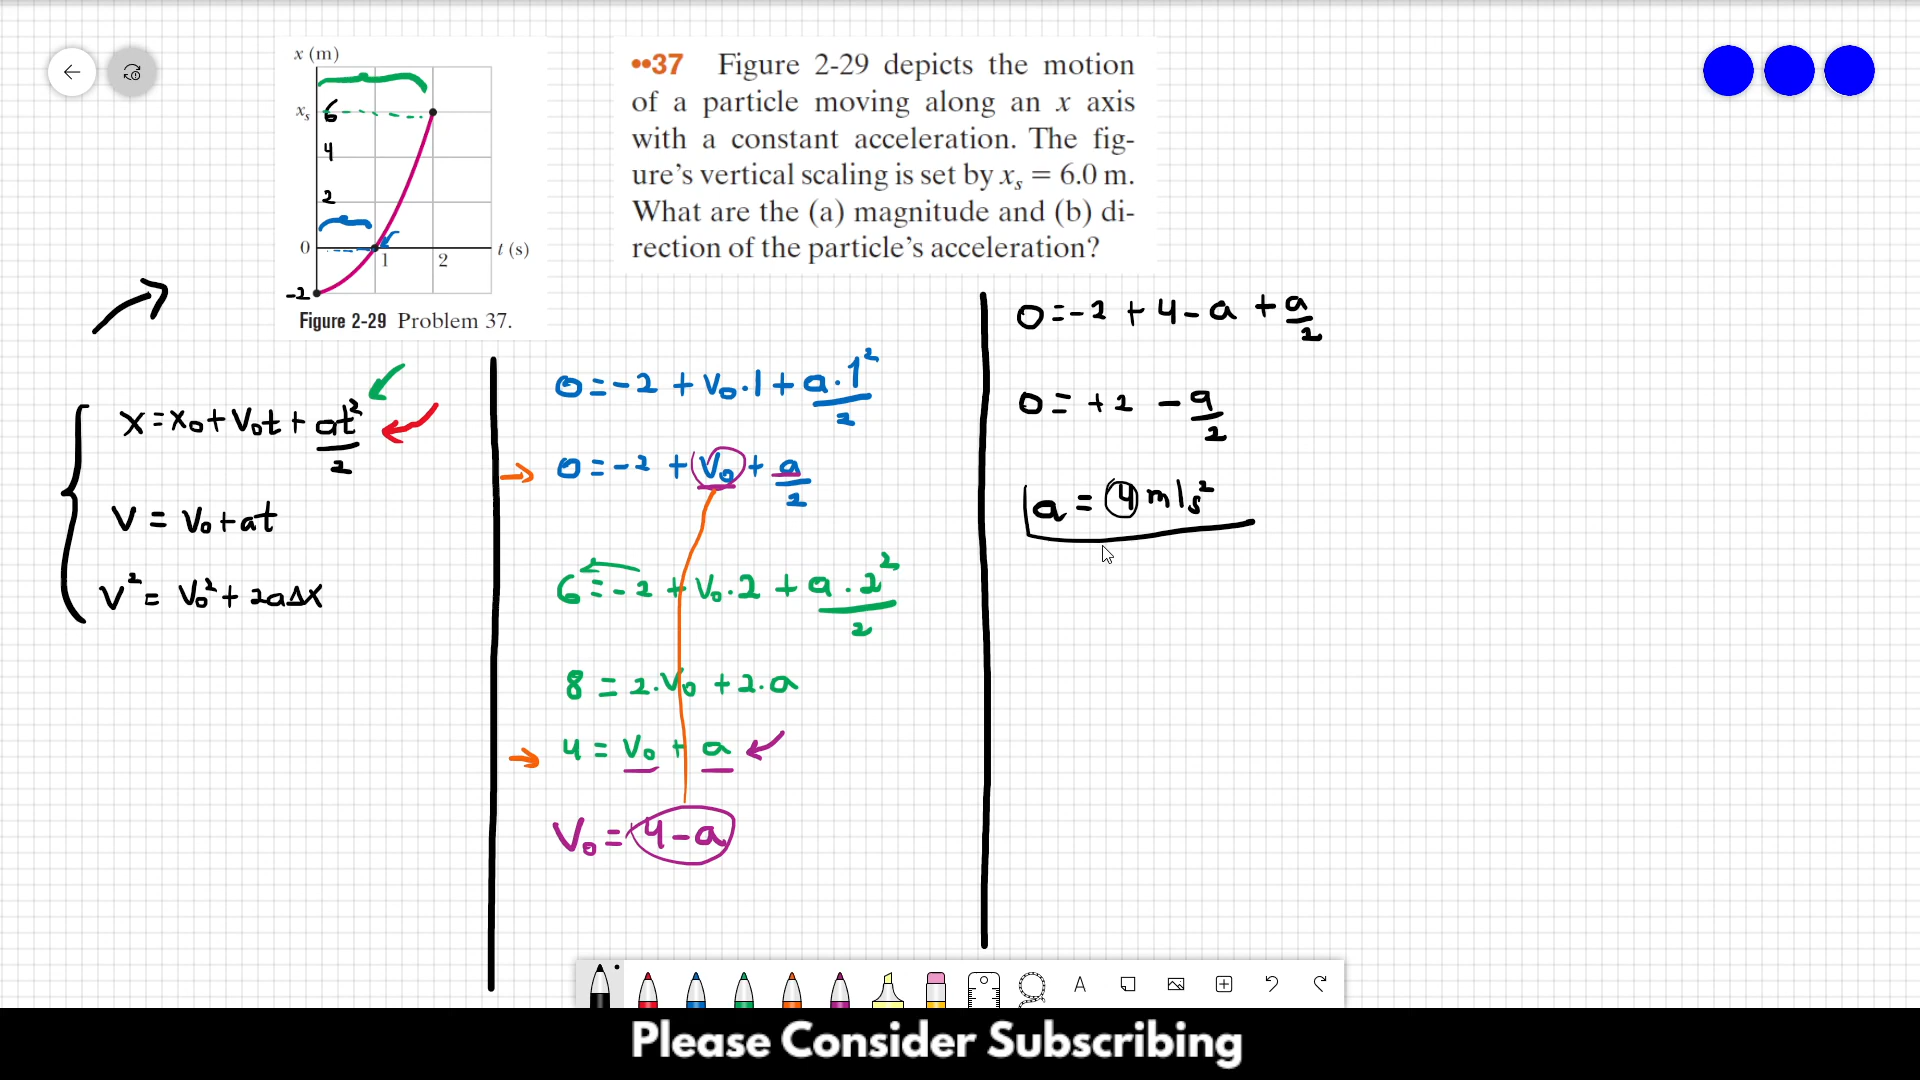 x (m)
x_s 6
4
2
0
1 2 t (s)
-2
Figure 2-29 Problem 37.
••37 Figure 2-29 depicts the motion
of a particle moving along an x axis
with a constant acceleration. The fig-
ure's vertical scaling is set by x_s = 6.0 m.
What are the (a) magnitude and (b) di-
rection of the particle's acceleration?
x = x₀ + v₀t + at²/2
v = v₀ + at
v² = v₀² + 2aΔx
0 = -2 + v₀·1 + a·1²/2
0 = -2 + v₀ + a/2
6 = -2 + v₀·2 + a·2²/2
8 = 2·v₀ + 2·a
4 = v₀ + a
v₀ = 4-a
0 = -2 + 4 - a + a/2
0 = +2 - a/2
a = 4 m/s²
A
Please Consider Subscribing